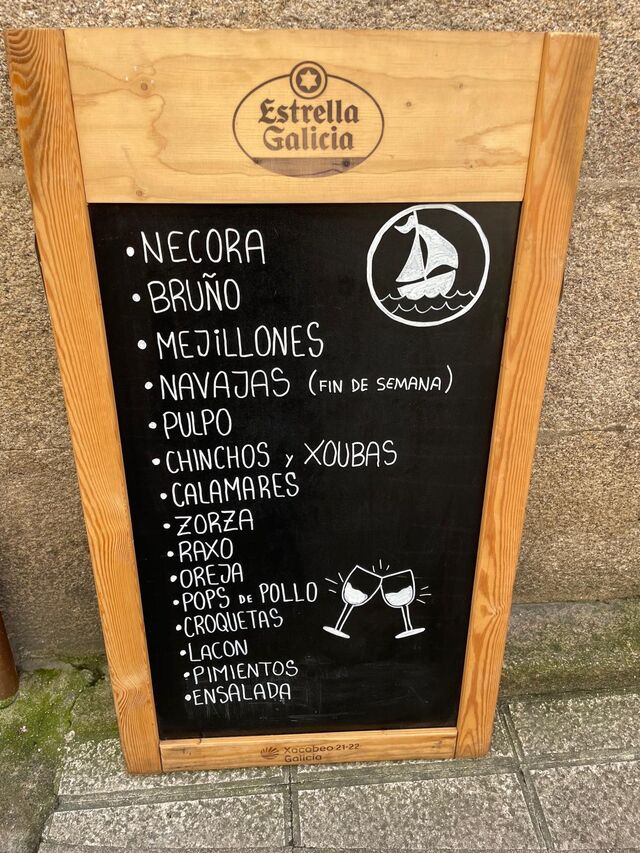 Estrella
Galicia
• NECORA
• BRUÑO
• MEJiLLONES
• NAVAJAS (FIN DE SEMANA)
• PULPO
• CHINCHOS y XOUBAS
• CALAMARES
• ZORZA
• RAXO
• OREJA
• POPS DE POLLO
• CROQUETAS
• LACON
• PIMIENTOS
• ENSALADA
Xacobeo 21·22
Galicia